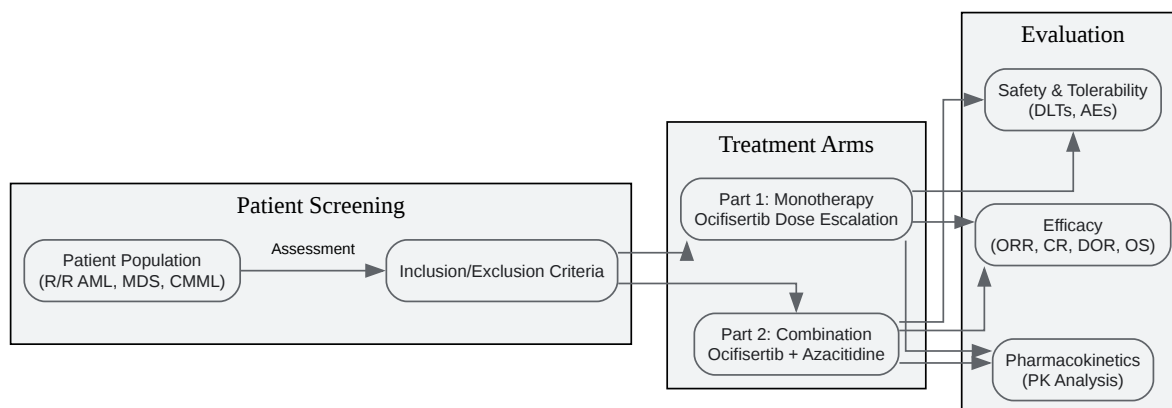 Patient Screening
Patient Population
(R/R AML, MDS, CMML)
Assessment
Inclusion/Exclusion Criteria
Treatment Arms
Part 1: Monotherapy
Ocifisertib Dose Escalation
Part 2: Combination
Ocifisertib + Azacitidine
Evaluation
Safety & Tolerability
(DLTs, AEs)
Efficacy
(ORR, CR, DOR, OS)
Pharmacokinetics
(PK Analysis)